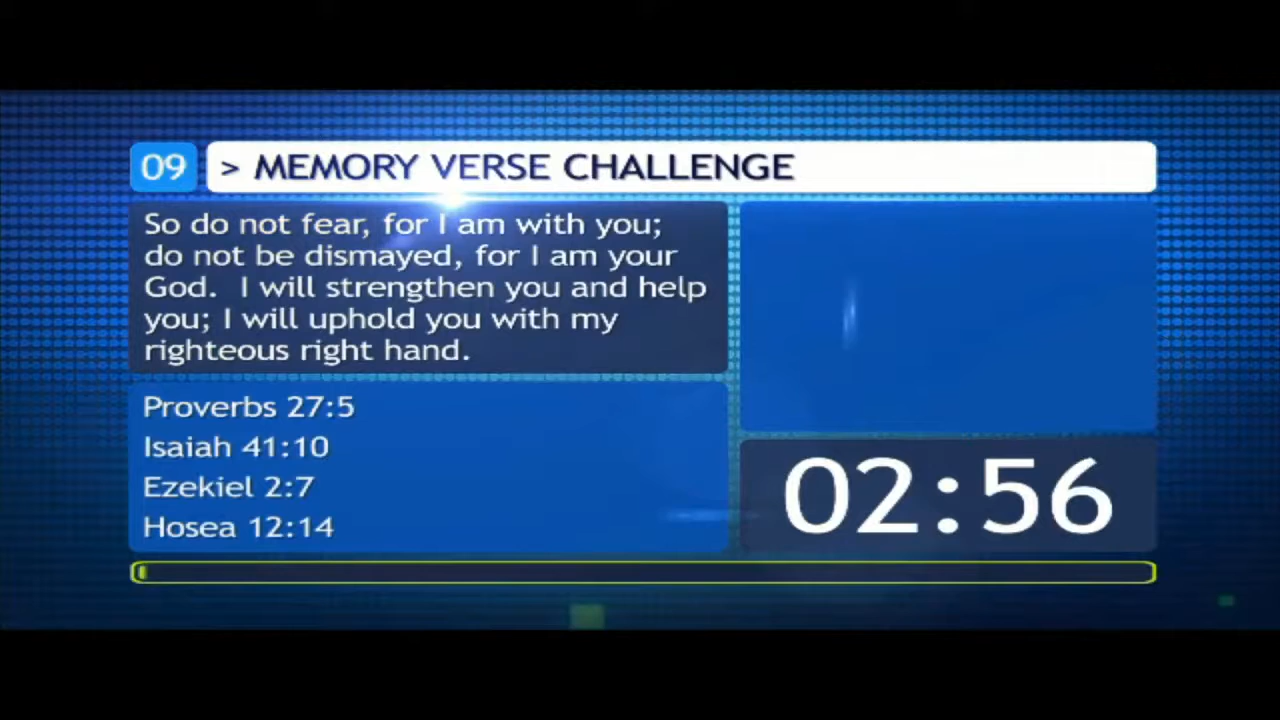 09 > MEMORY VERSE CHALLENGE
So do not fear, for I am with you;
do not be dismayed, for I am your
God.  I will strengthen you and help
you; I will uphold you with my
righteous right hand.
Proverbs 27:5
Isaiah 41:10
Ezekiel 2:7
Hosea 12:14
02:56